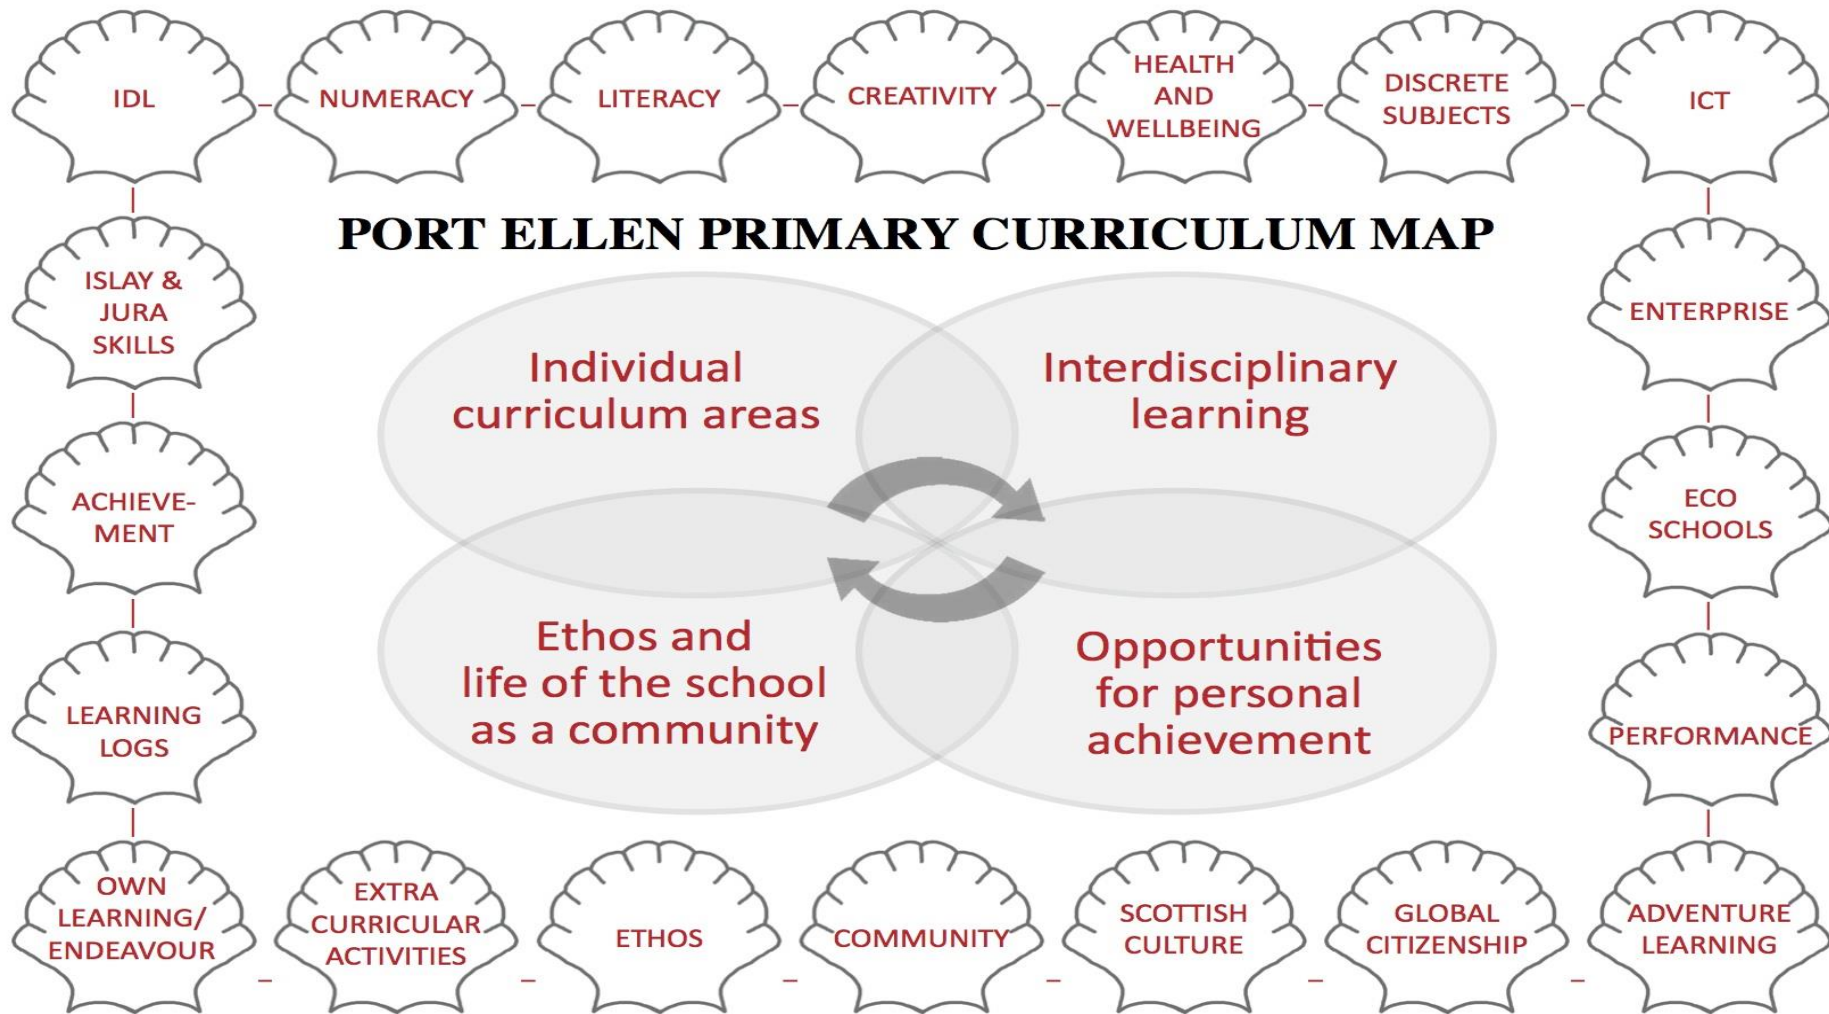 IDL
NUMERACY
LITERACY
CREATIVITY
HEALTH
AND
WELLBEING
DISCRETE
SUBJECTS
ICT
PORT ELLEN PRIMARY CURRICULUM MAP
ISLAY &
JURA
SKILLS
ENTERPRISE
Individual
curriculum areas
Interdisciplinary
learning
ACHIEVE-
MENT
ECO
SCHOOLS
Ethos and
life of the school
as a community
Opportunities
for personal
achievement
LEARNING
LOGS
PERFORMANCE
OWN
LEARNING/
ENDEAVOUR
EXTRA
CURRICULAR
ACTIVITIES
ETHOS
COMMUNITY
SCOTTISH
CULTURE
GLOBAL
CITIZENSHIP
ADVENTURE
LEARNING